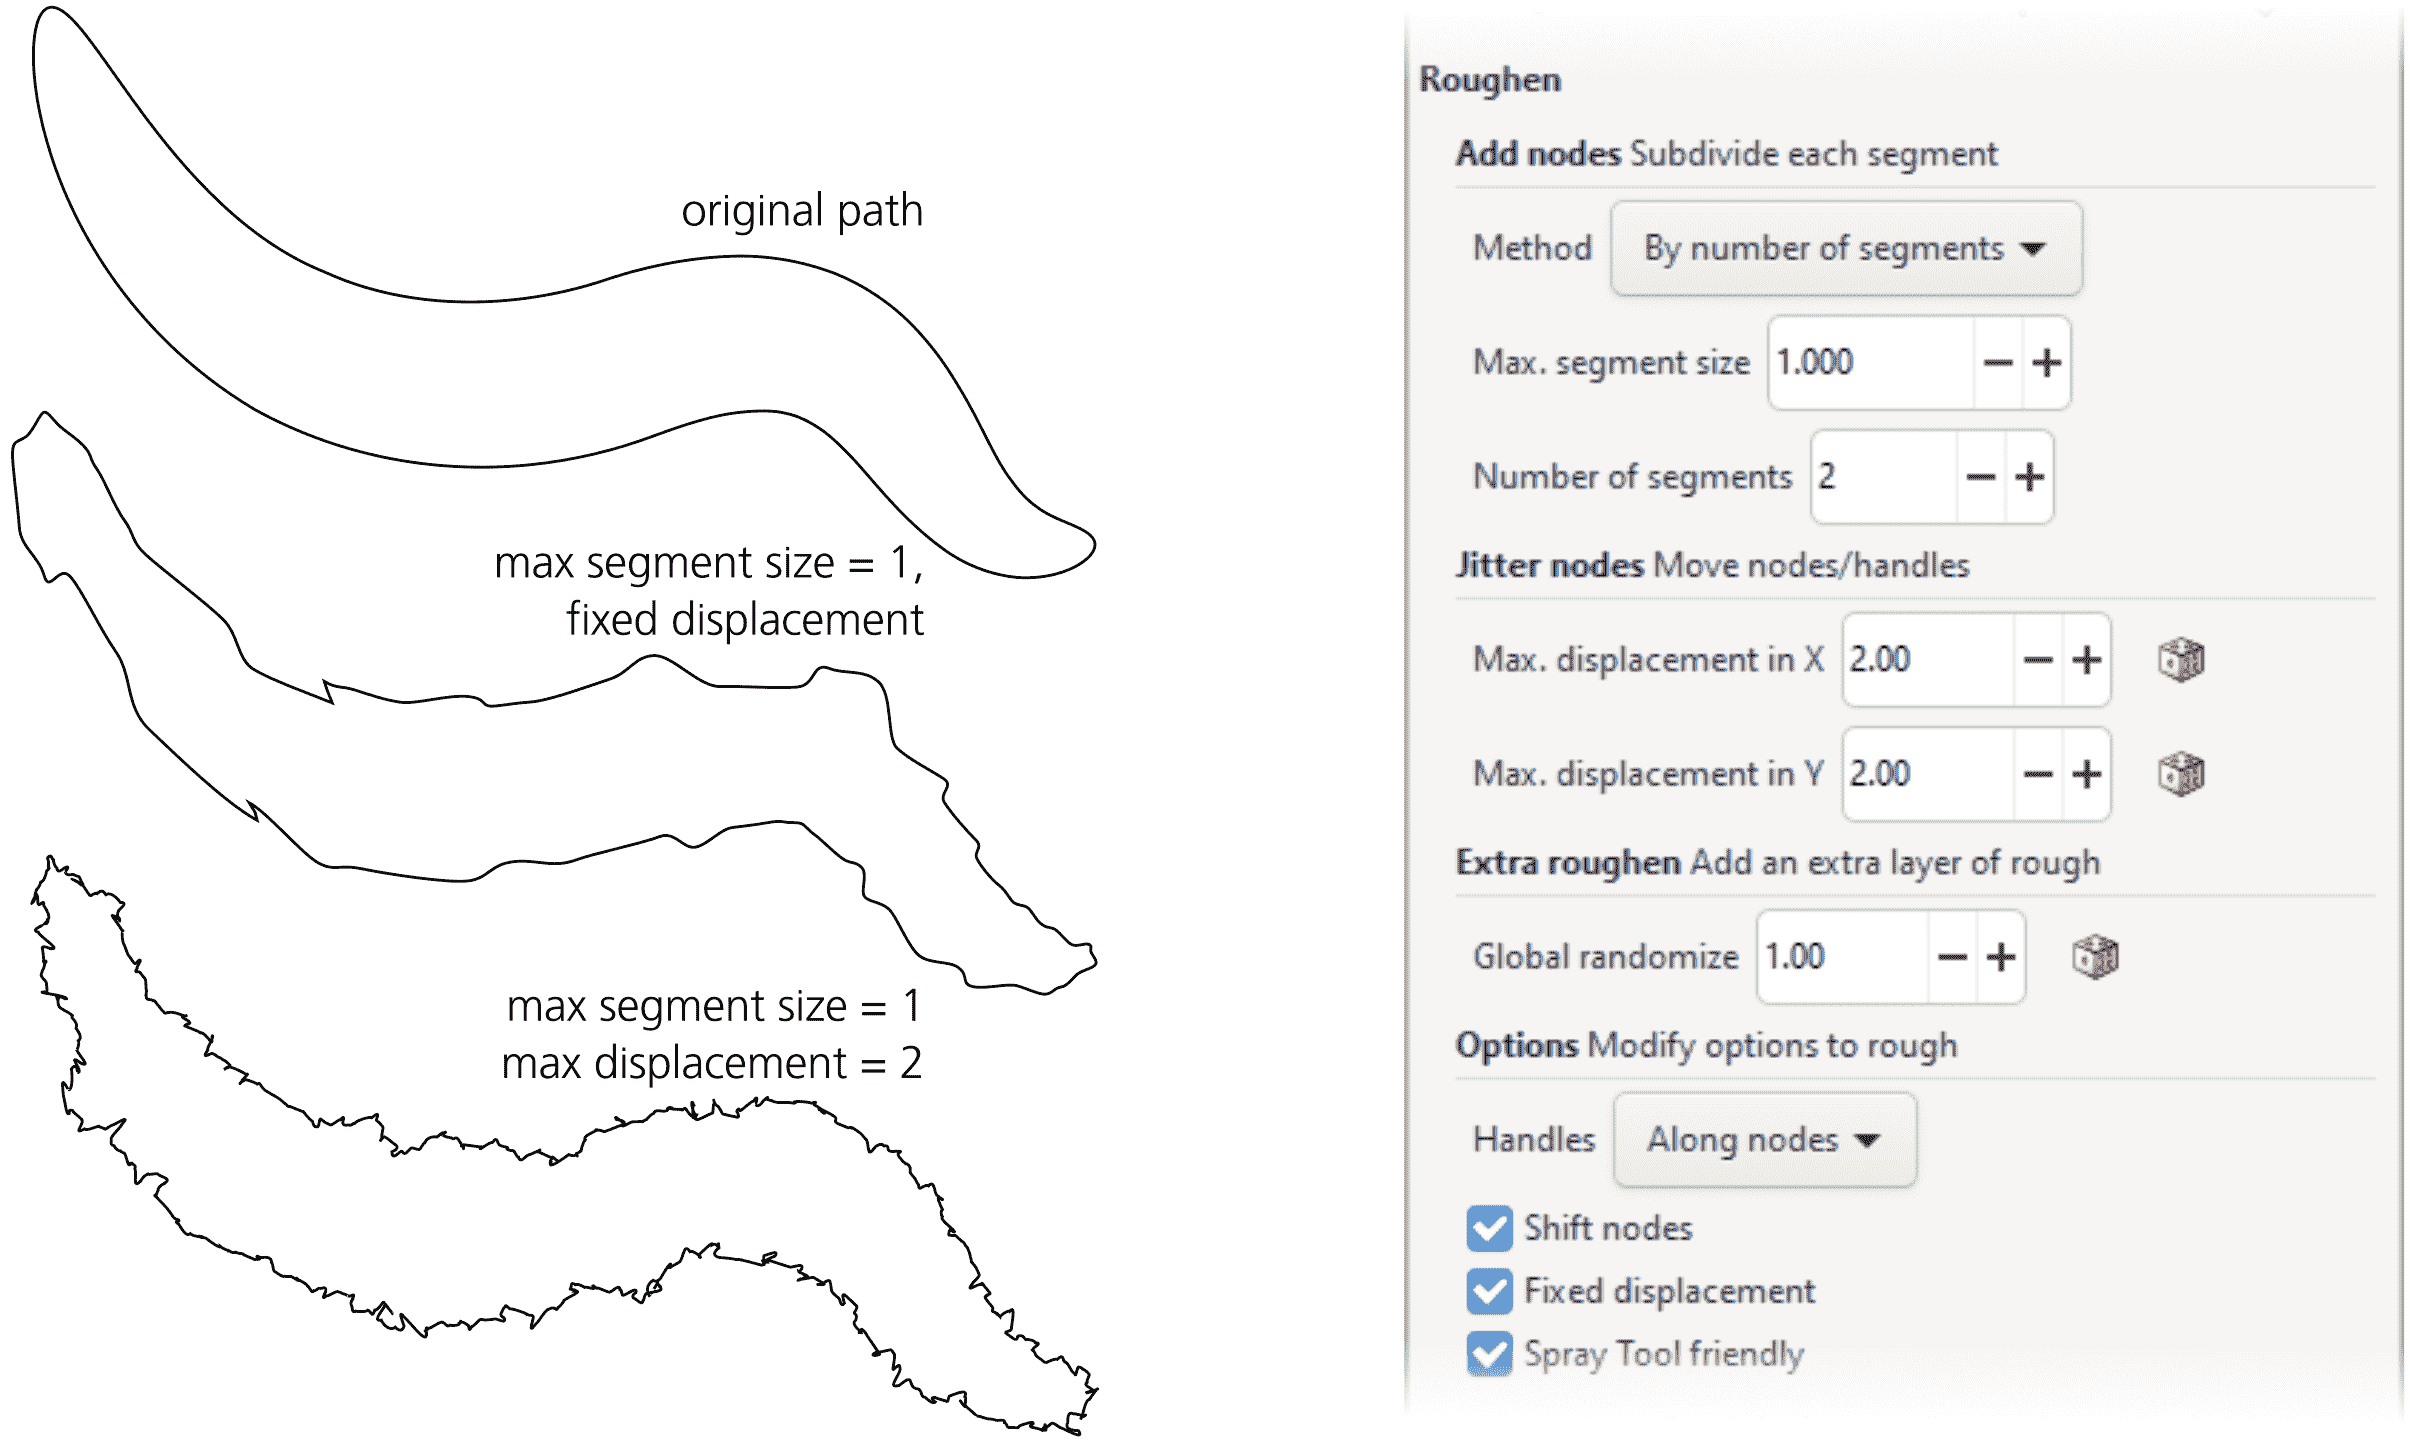 original path
max segment size = 1,
fixed displacement
max segment size = 1
max displacement = 2
Roughen
Add nodes Subdivide each segment
Method By number of segments
Max. segment size 1.000
Number of segments 2
Jitter nodes Move nodes/handles
Max. displacement in X 2.00
Max. displacement in Y 2.00
Extra roughen Add an extra layer of rough
Global randomize 1.00
Options Modify options to rough
Handles Along nodes
Shift nodes
Fixed displacement
Spray Tool friendly